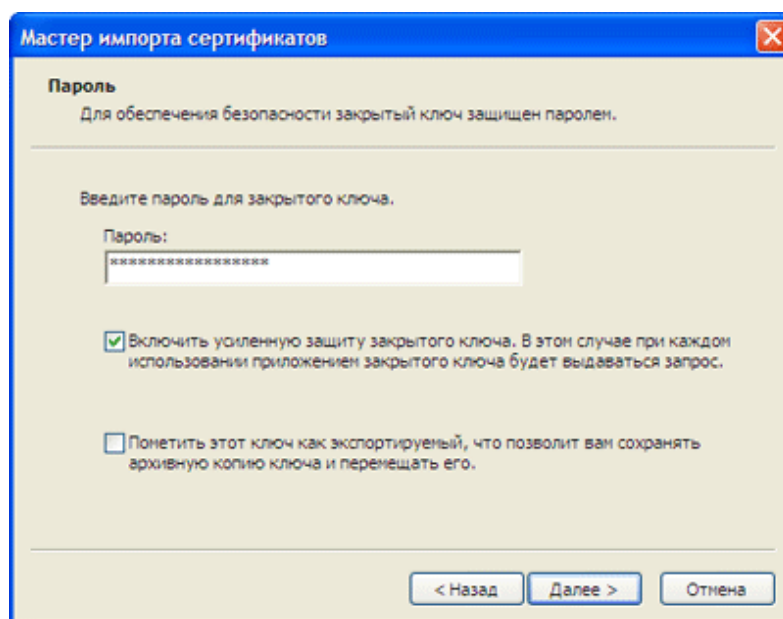 Мастер импорта сертификатов
Пароль
Для обеспечения безопасности закрытый ключ защищен паролем.
Введите пароль для закрытого ключа.
Пароль:
*****************
Включить усиленную защиту закрытого ключа. В этом случае при каждом
использовании приложением закрытого ключа будет выдаваться запрос.
Пометить этот ключ как экспортируемый, что позволит вам сохранять
архивную копию ключа и перемещать его.
< Назад Далее > Отмена